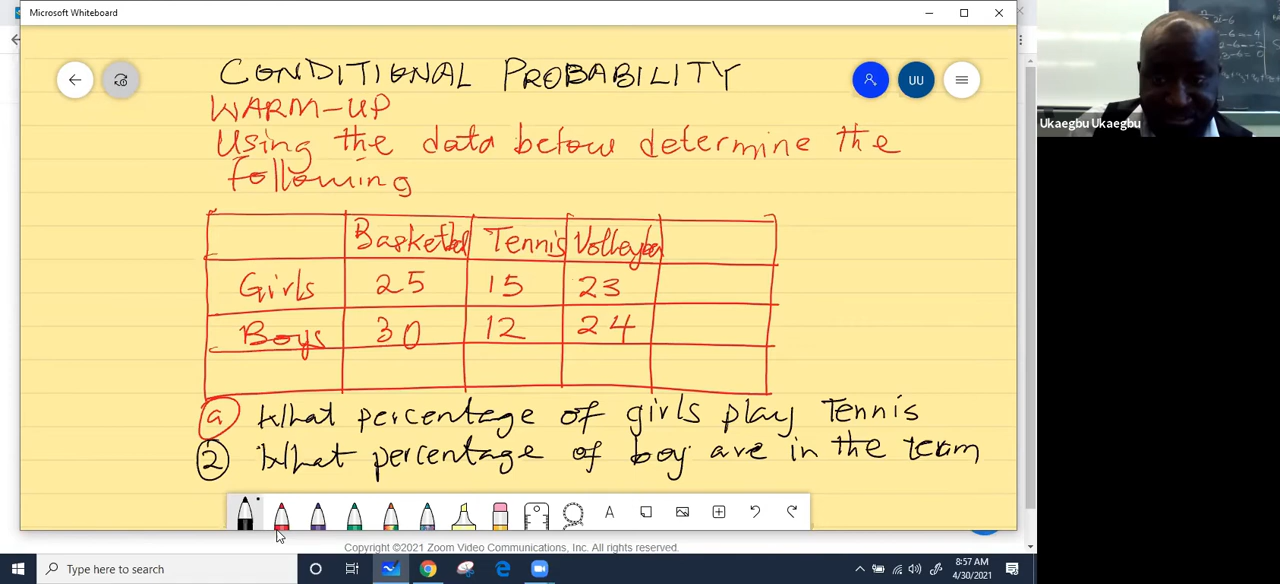 Microsoft Whiteboard
CONDITIONAL PROBABILITY
UU
WARM-UP
Using the data below determine the
following
Basketball Tennis Volleyball
Girls 25 15 23
Boys 30 12 24
a What percentage of girls play Tennis
2 What percentage of boy are in the team
A
Copyright ©2021 Zoom Video Communications, Inc. All rights reserved.
Type here to search
8:57 AM
4/30/2021
Ukaegbu Ukaegbu